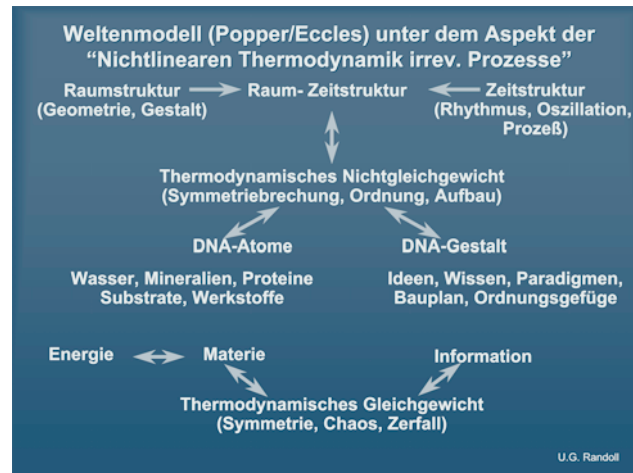 Weltenmodell (Popper/Eccles) unter dem Aspekt der
"Nichtlinearen Thermodynamik irrev. Prozesse"
Raumstruktur
(Geometrie, Gestalt)
Raum- Zeitstruktur
Zeitstruktur
(Rhythmus, Oszillation,
Prozeß)
Thermodynamisches Nichtgleichgewicht
(Symmetriebrechung, Ordnung, Aufbau)
DNA-Atome
DNA-Gestalt
Wasser, Mineralien, Proteine
Substrate, Werkstoffe
Ideen, Wissen, Paradigmen,
Bauplan, Ordnungsgefüge
Energie
Materie
Information
Thermodynamisches Gleichgewicht
(Symmetrie, Chaos, Zerfall)
U.G. Randoll